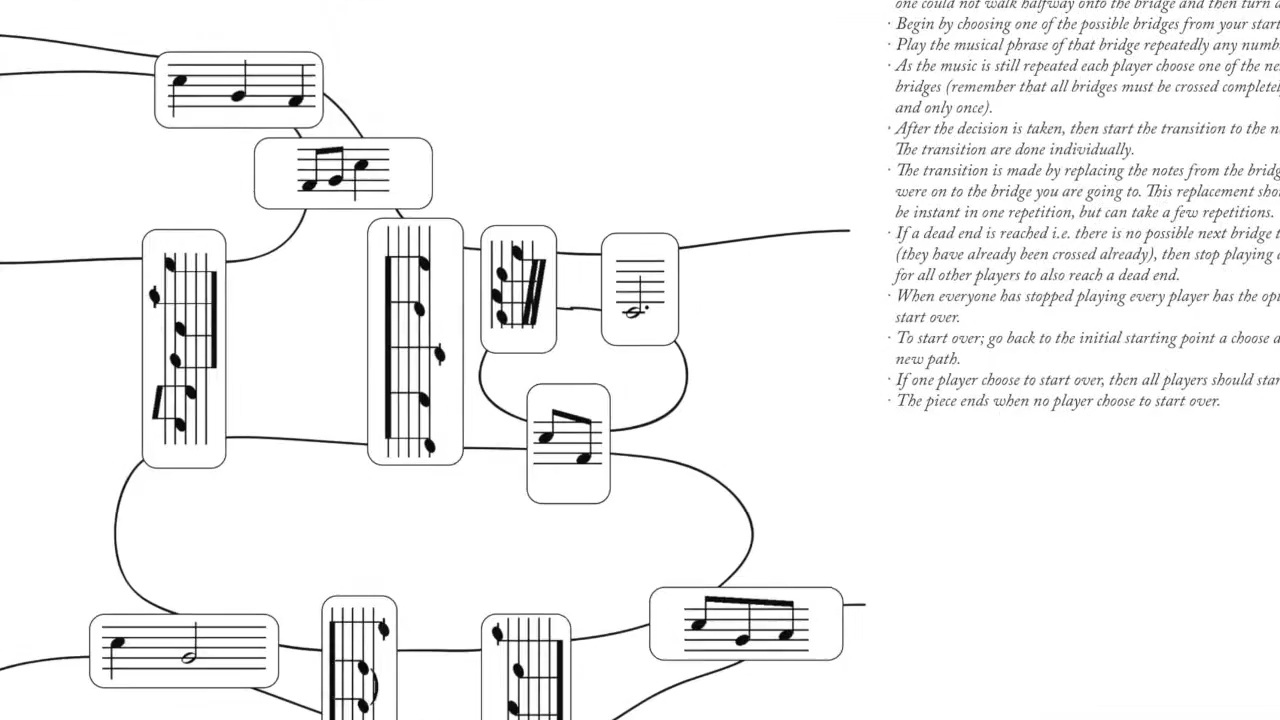 one could not walk halfway onto the bridge and then turn
· Begin by choosing one of the possible bridges from your start
· Play the musical phrase of that bridge repeatedly any
· As the music is still repeated each player choose one of the
bridges (remember that all bridges must be crossed completely
and only once).
· After the decision is taken, then start the transition to the
The transition are done individually.
· The transition is made by replacing the notes from the
were on to the bridge you are going to. This replacement
be instant in one repetition, but can take a few repetitions.
· If a dead end is reached i.e. there is no possible next bridge
(they have already been crossed already), then stop playing
for all other players to also reach a dead end.
· When everyone has stopped playing every player has the
start over.
· To start over; go back to the initial starting point a choose a
new path.
· If one player choose to start over, then all players should
· The piece ends when no player choose to start over.